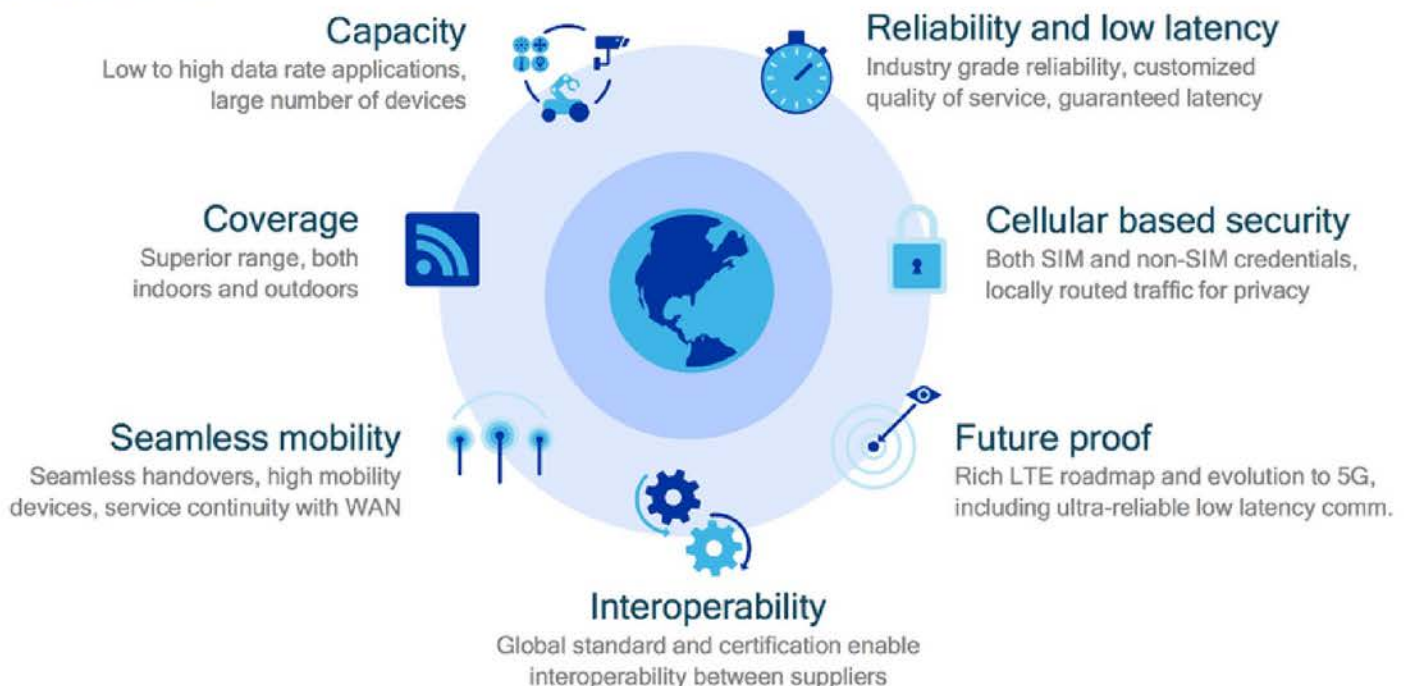 Capacity
Low to high data rate applications,
large number of devices
Reliability and low latency
Industry grade reliability, customized
quality of service, guaranteed latency
Coverage
Superior range, both
indoors and outdoors
Cellular based security
Both SIM and non-SIM credentials,
locally routed traffic for privacy
Seamless mobility
Seamless handovers, high mobility
devices, service continuity with WAN
Future proof
Rich LTE roadmap and evolution to 5G,
including ultra-reliable low latency comm.
Interoperability
Global standard and certification enable
interoperability between suppliers